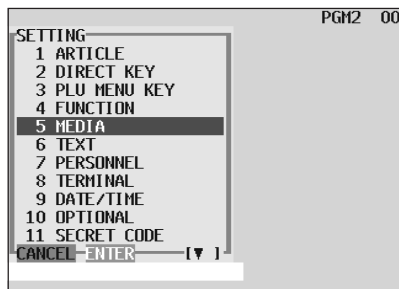 PGM2 00
SETTING
1 ARTICLE
2 DIRECT KEY
3 PLU MENU KEY
4 FUNCTION
5 MEDIA
6 TEXT
7 PERSONNEL
8 TERMINAL
9 DATE/TIME
10 OPTIONAL
11 SECRET CODE
CANCEL ENTER [▼ ]